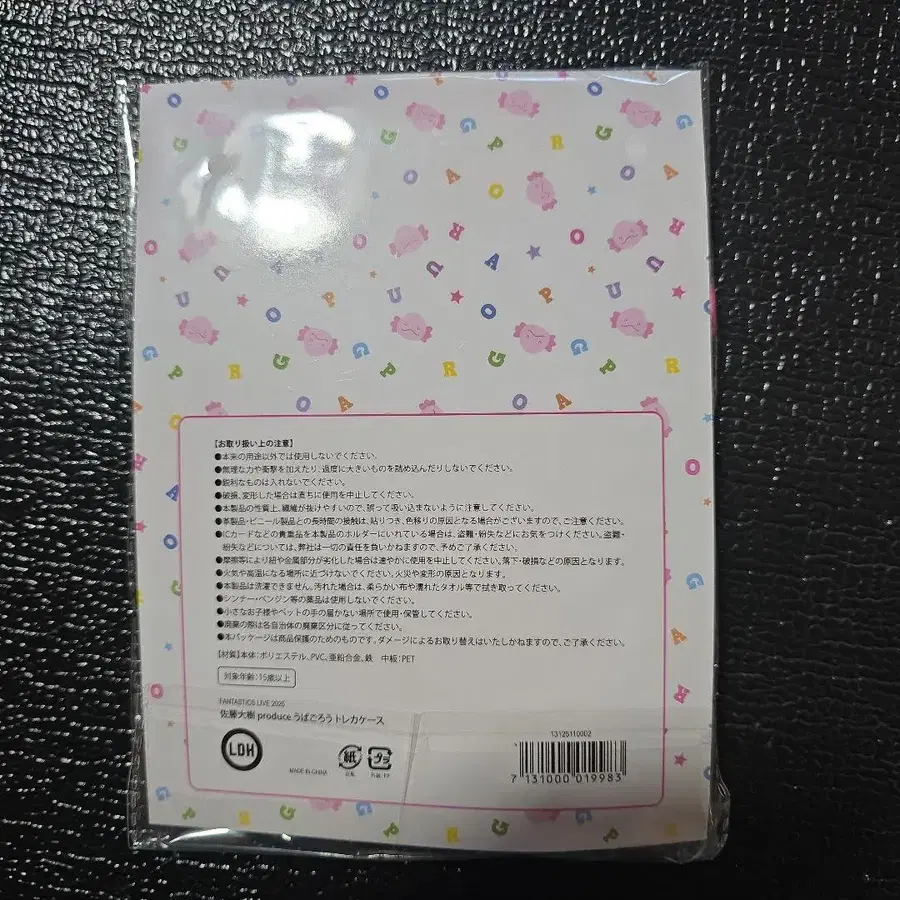 【お取り扱い上の注意】
●本来の用途以外では使用しないでください。
●無理な力や衝撃を加えたり、過度に大きいものを詰め込んだりしないでください。
●鋭利なものは入れないでください。
●破損、変形した場合は直ちに使用を中止してください。
●本製品の性質上、繊維が抜けやすいので、誤って吸い込まないように注意してください。
●革製品・ビニール製品との長時間の接触は、貼りつき、色移りの原因となる場合がございますので、ご注意ください。
●ICカードなどの貴重品を本製品のホルダーにいれている場合は、盗難・紛失などにお気をつけください。盗難・
紛失などについては、弊社は一切の責任を負いかねますので、予めご了承ください。
●摩擦等により紐や金属部分が劣化した場合は速やかに使用を中止してください。落下・破損などの原因となります。
●火気や高温になる場所に近づけないでください。火災や変形の原因となります。
●本製品は洗濯できません。汚れた場合は、柔らかい布や濡れたタオル等で拭き取ってください。
●シンナー・ベンジン等の薬品は使用しないでください。
●小さなお子様やペットの手の届かない場所で使用・保管してください。
●廃棄の際は各自治体の廃棄区分に従ってください。
●本パッケージは商品保護のためのものです。ダメージによるお取り替えはいたしかねますので、ご了承ください。
【材質】本体:ポリエステル、PVC、亜鉛合金、鉄 中板:PET
対象年齢:15歳以上
FANTASTICS LIVE 2025
佐藤大樹 produce うぱごろう トレカケース
LDH
MADE IN CHINA
紙
台紙
プラ
外装:PP
13125110002
7 131000 019983